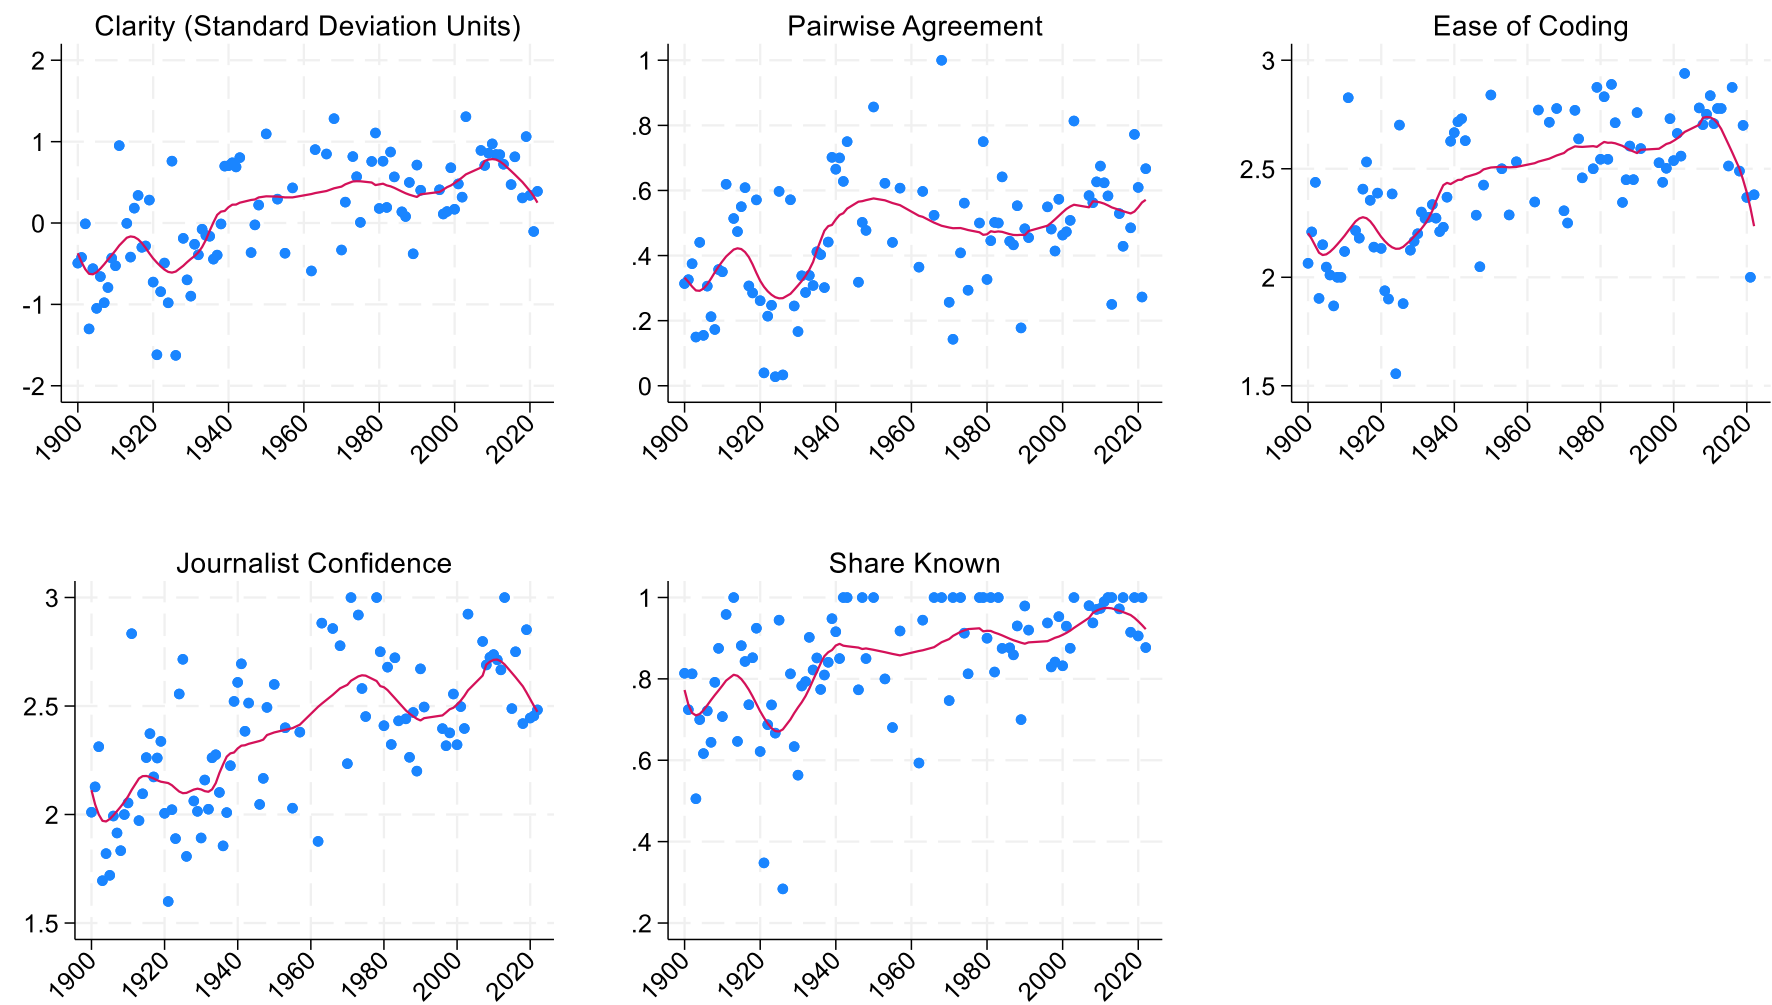 Clarity (Standard Deviation Units)
2
1
0
-1
-2
1900 1920 1940 1960 1980 2000 2020
Pairwise Agreement
1
.8
.6
.4
.2
0
1900 1920 1940 1960 1980 2000 2020
Ease of Coding
3
2.5
2
1.5
1900 1920 1940 1960 1980 2000 2020
Journalist Confidence
3
2.5
2
1.5
1900 1920 1940 1960 1980 2000 2020
Share Known
1
.8
.6
.4
.2
1900 1920 1940 1960 1980 2000 2020